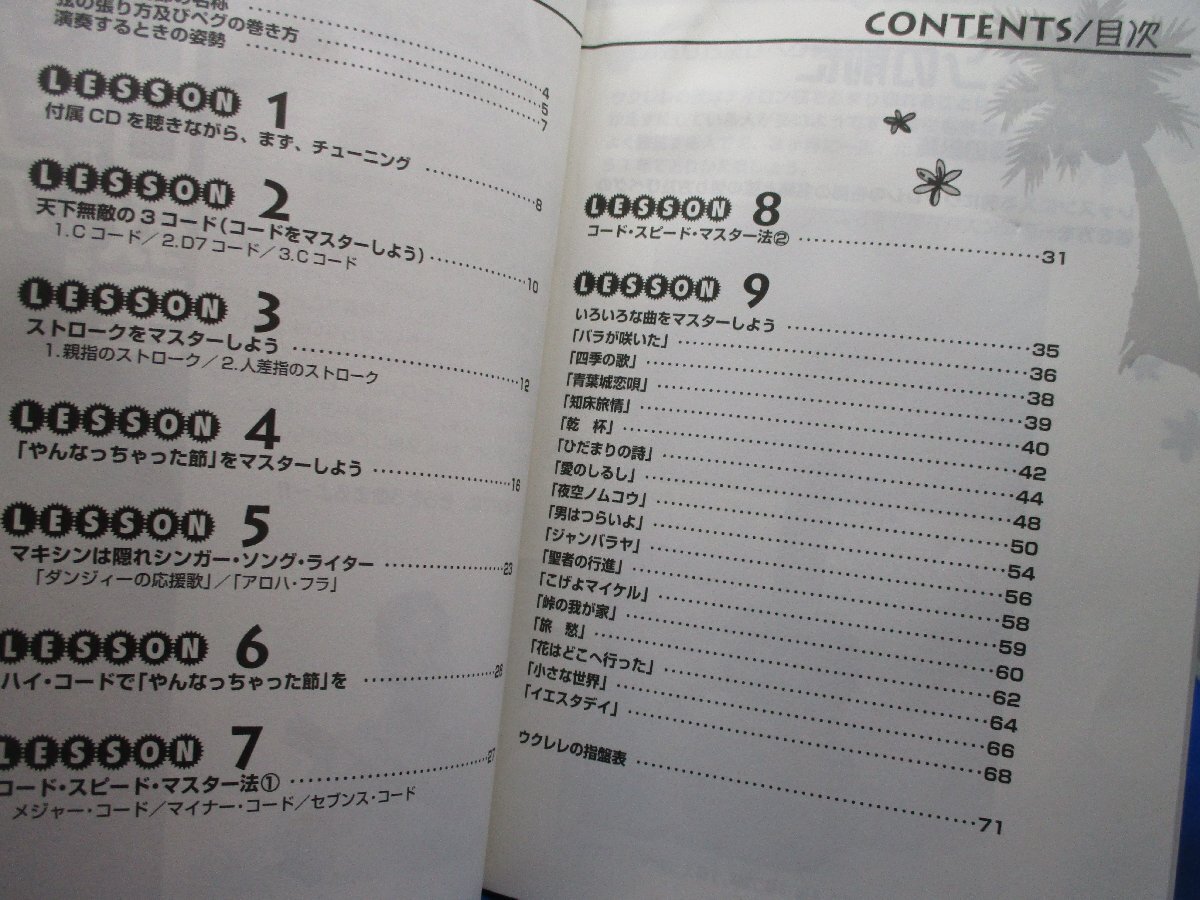 の名称 4
弦の張り方及びペグの巻き方 5
演奏するときの姿勢 7
LESSON 1
付属CDを聴きながら、まず、チューニング 8
LESSON 2
天下無敵の3コード(コードをマスターしよう) 10
1.Cコード／2.D7コード／3.Cコード
LESSON 3
ストロークをマスターしよう 12
1.親指のストローク／2.人差指のストローク
LESSON 4
「やんなっちゃった節」をマスターしよう 16
LESSON 5
マキシンは隠れシンガー・ソング・ライター 23
「ダンジィーの応援歌」／「アロハ・フラ」
LESSON 6
ハイ・コードで「やんなっちゃった節」を 26
LESSON 7
コード・スピード・マスター法① 27
メジャー・コード／マイナー・コード／セブンス・コード
CONTENTS/目次
LESSON 8
コード・スピード・マスター法② 31
LESSON 9
いろいろな曲をマスターしよう 35
「バラが咲いた」 36
「四季の歌」 38
「青葉城恋唄」 39
「知床旅情」 40
「乾　杯」 42
「ひだまりの詩」 44
「愛のしるし」 48
「夜空ノムコウ」 50
「男はつらいよ」 54
「ジャンバラヤ」 56
「聖者の行進」 58
「こげよマイケル」 59
「峠の我が家」 60
「旅　愁」 62
「花はどこへ行った」 64
「小さな世界」 66
「イエスタデイ」 68
ウクレレの指盤表 71